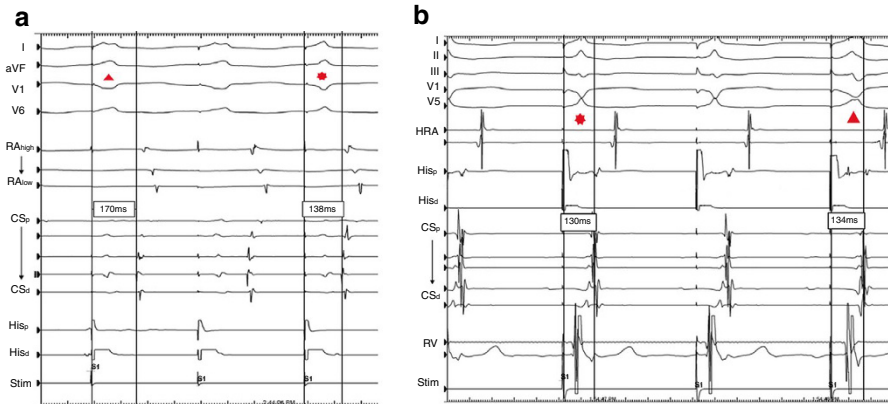 a
I
aVF
V1
V6
RAhigh
RAlow
170ms
138ms
CSp
CSd
Hisp
Hisd
S1
S1
S1
Stim
b
I
II
III
V1
V5
HRA
Hisp
Hisd
130ms
134ms
CSp
CSd
RV
S1
S1
S1
Stim